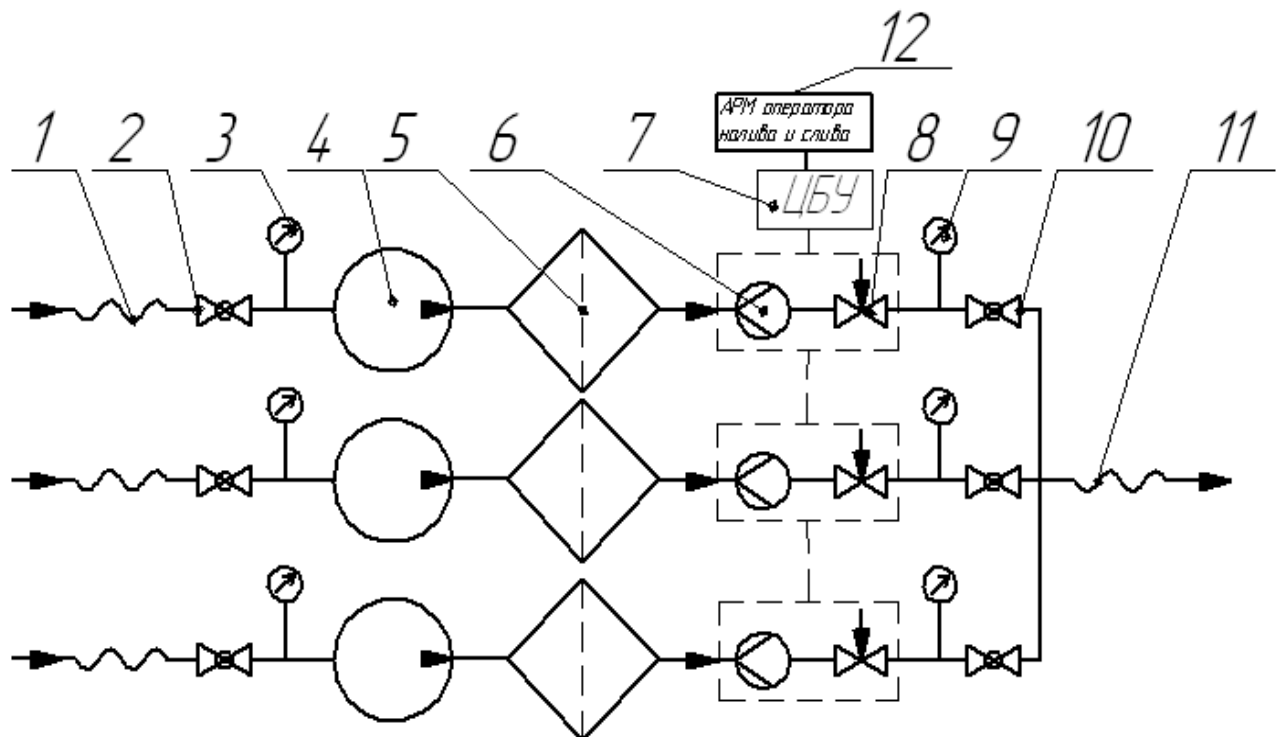 12
АРМ оператора
налива и слива
1 2 3 4 5 6 7 8 9 10 11
ЦБУ